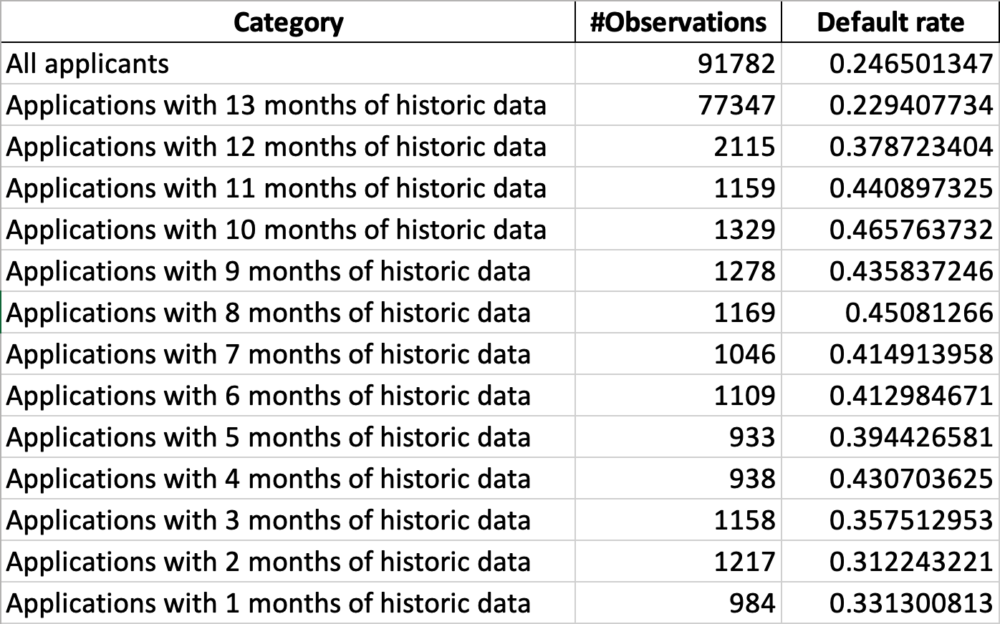 Category #Observations Default rate
All applicants 91782 0.246501347
Applications with 13 months of historic data 77347 0.229407734
Applications with 12 months of historic data 2115 0.378723404
Applications with 11 months of historic data 1159 0.440897325
Applications with 10 months of historic data 1329 0.465763732
Applications with 9 months of historic data 1278 0.435837246
Applications with 8 months of historic data 1169 0.45081266
Applications with 7 months of historic data 1046 0.414913958
Applications with 6 months of historic data 1109 0.412984671
Applications with 5 months of historic data 933 0.394426581
Applications with 4 months of historic data 938 0.430703625
Applications with 3 months of historic data 1158 0.357512953
Applications with 2 months of historic data 1217 0.312243221
Applications with 1 months of historic data 984 0.331300813